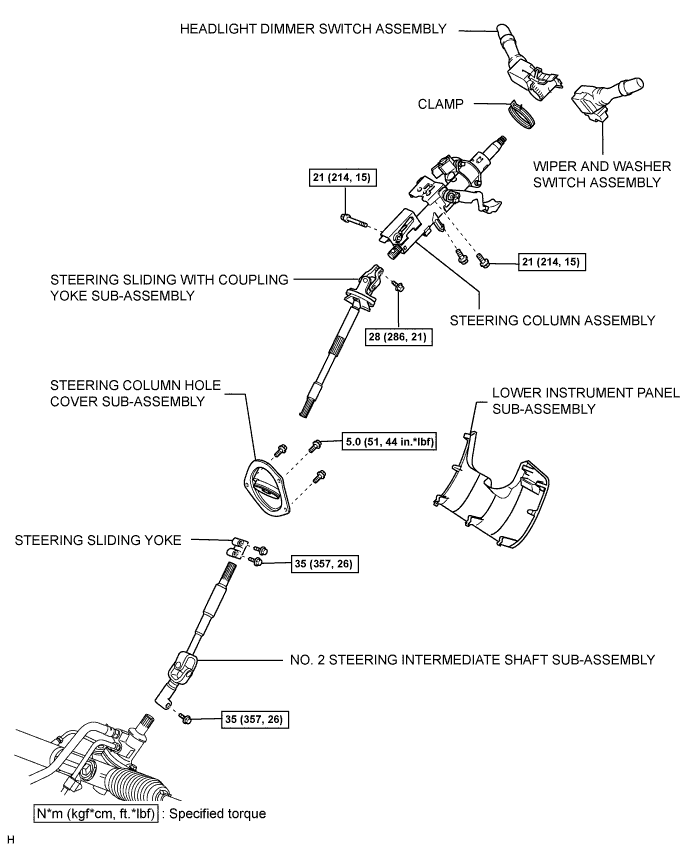 HEADLIGHT DIMMER SWITCH ASSEMBLY
CLAMP
WIPER AND WASHER
SWITCH ASSEMBLY
21 (214, 15)
21 (214, 15)
STEERING SLIDING WITH COUPLING
YOKE SUB-ASSEMBLY
28 (286, 21)
STEERING COLUMN ASSEMBLY
STEERING COLUMN HOLE
COVER SUB-ASSEMBLY
LOWER INSTRUMENT PANEL
SUB-ASSEMBLY
5.0 (51, 44 in.*lbf)
STEERING SLIDING YOKE
35 (357, 26)
NO. 2 STEERING INTERMEDIATE SHAFT SUB-ASSEMBLY
35 (357, 26)
N*m (kgf*cm, ft.*lbf) : Specified torque
H